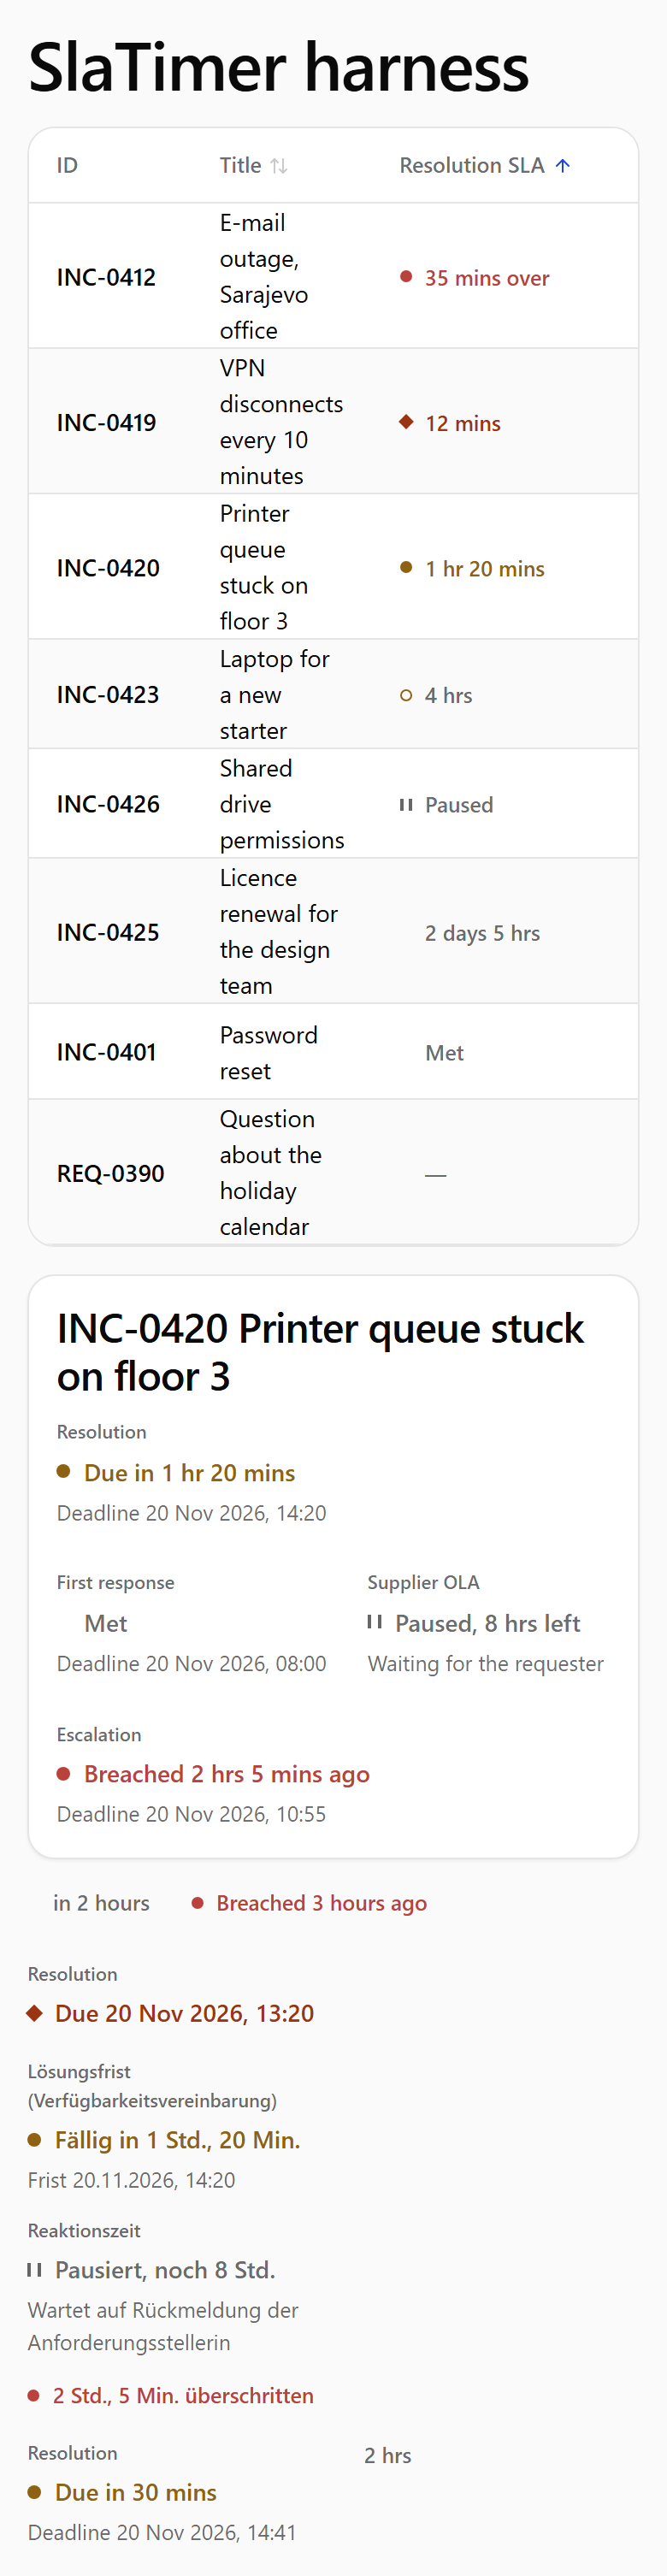 SlaTimer harness
ID
Title
Resolution SLA
INC-0412
E-mail
outage,
Sarajevo
office
35 mins over
INC-0419
VPN
disconnects
every 10
minutes
12 mins
INC-0420
Printer
queue
stuck on
floor 3
1 hr 20 mins
INC-0423
Laptop for
a new
starter
4 hrs
INC-0426
Shared
drive
permissions
Paused
INC-0425
Licence
renewal for
the design
team
2 days 5 hrs
INC-0401
Password
reset
Met
REQ-0390
Question
about the
holiday
calendar
—
INC-0420 Printer queue stuck
on floor 3
Resolution
Due in 1 hr 20 mins
Deadline 20 Nov 2026, 14:20
First response
Met
Deadline 20 Nov 2026, 08:00
Supplier OLA
Paused, 8 hrs left
Waiting for the requester
Escalation
Breached 2 hrs 5 mins ago
Deadline 20 Nov 2026, 10:55
in 2 hours
Breached 3 hours ago
Resolution
Due 20 Nov 2026, 13:20
Lösungsfrist
(Verfügbarkeitsvereinbarung)
Fällig in 1 Std., 20 Min.
Frist 20.11.2026, 14:20
Reaktionszeit
Pausiert, noch 8 Std.
Wartet auf Rückmeldung der
Anforderungsstellerin
2 Std., 5 Min. überschritten
Resolution
Due in 30 mins
Deadline 20 Nov 2026, 14:41
2 hrs